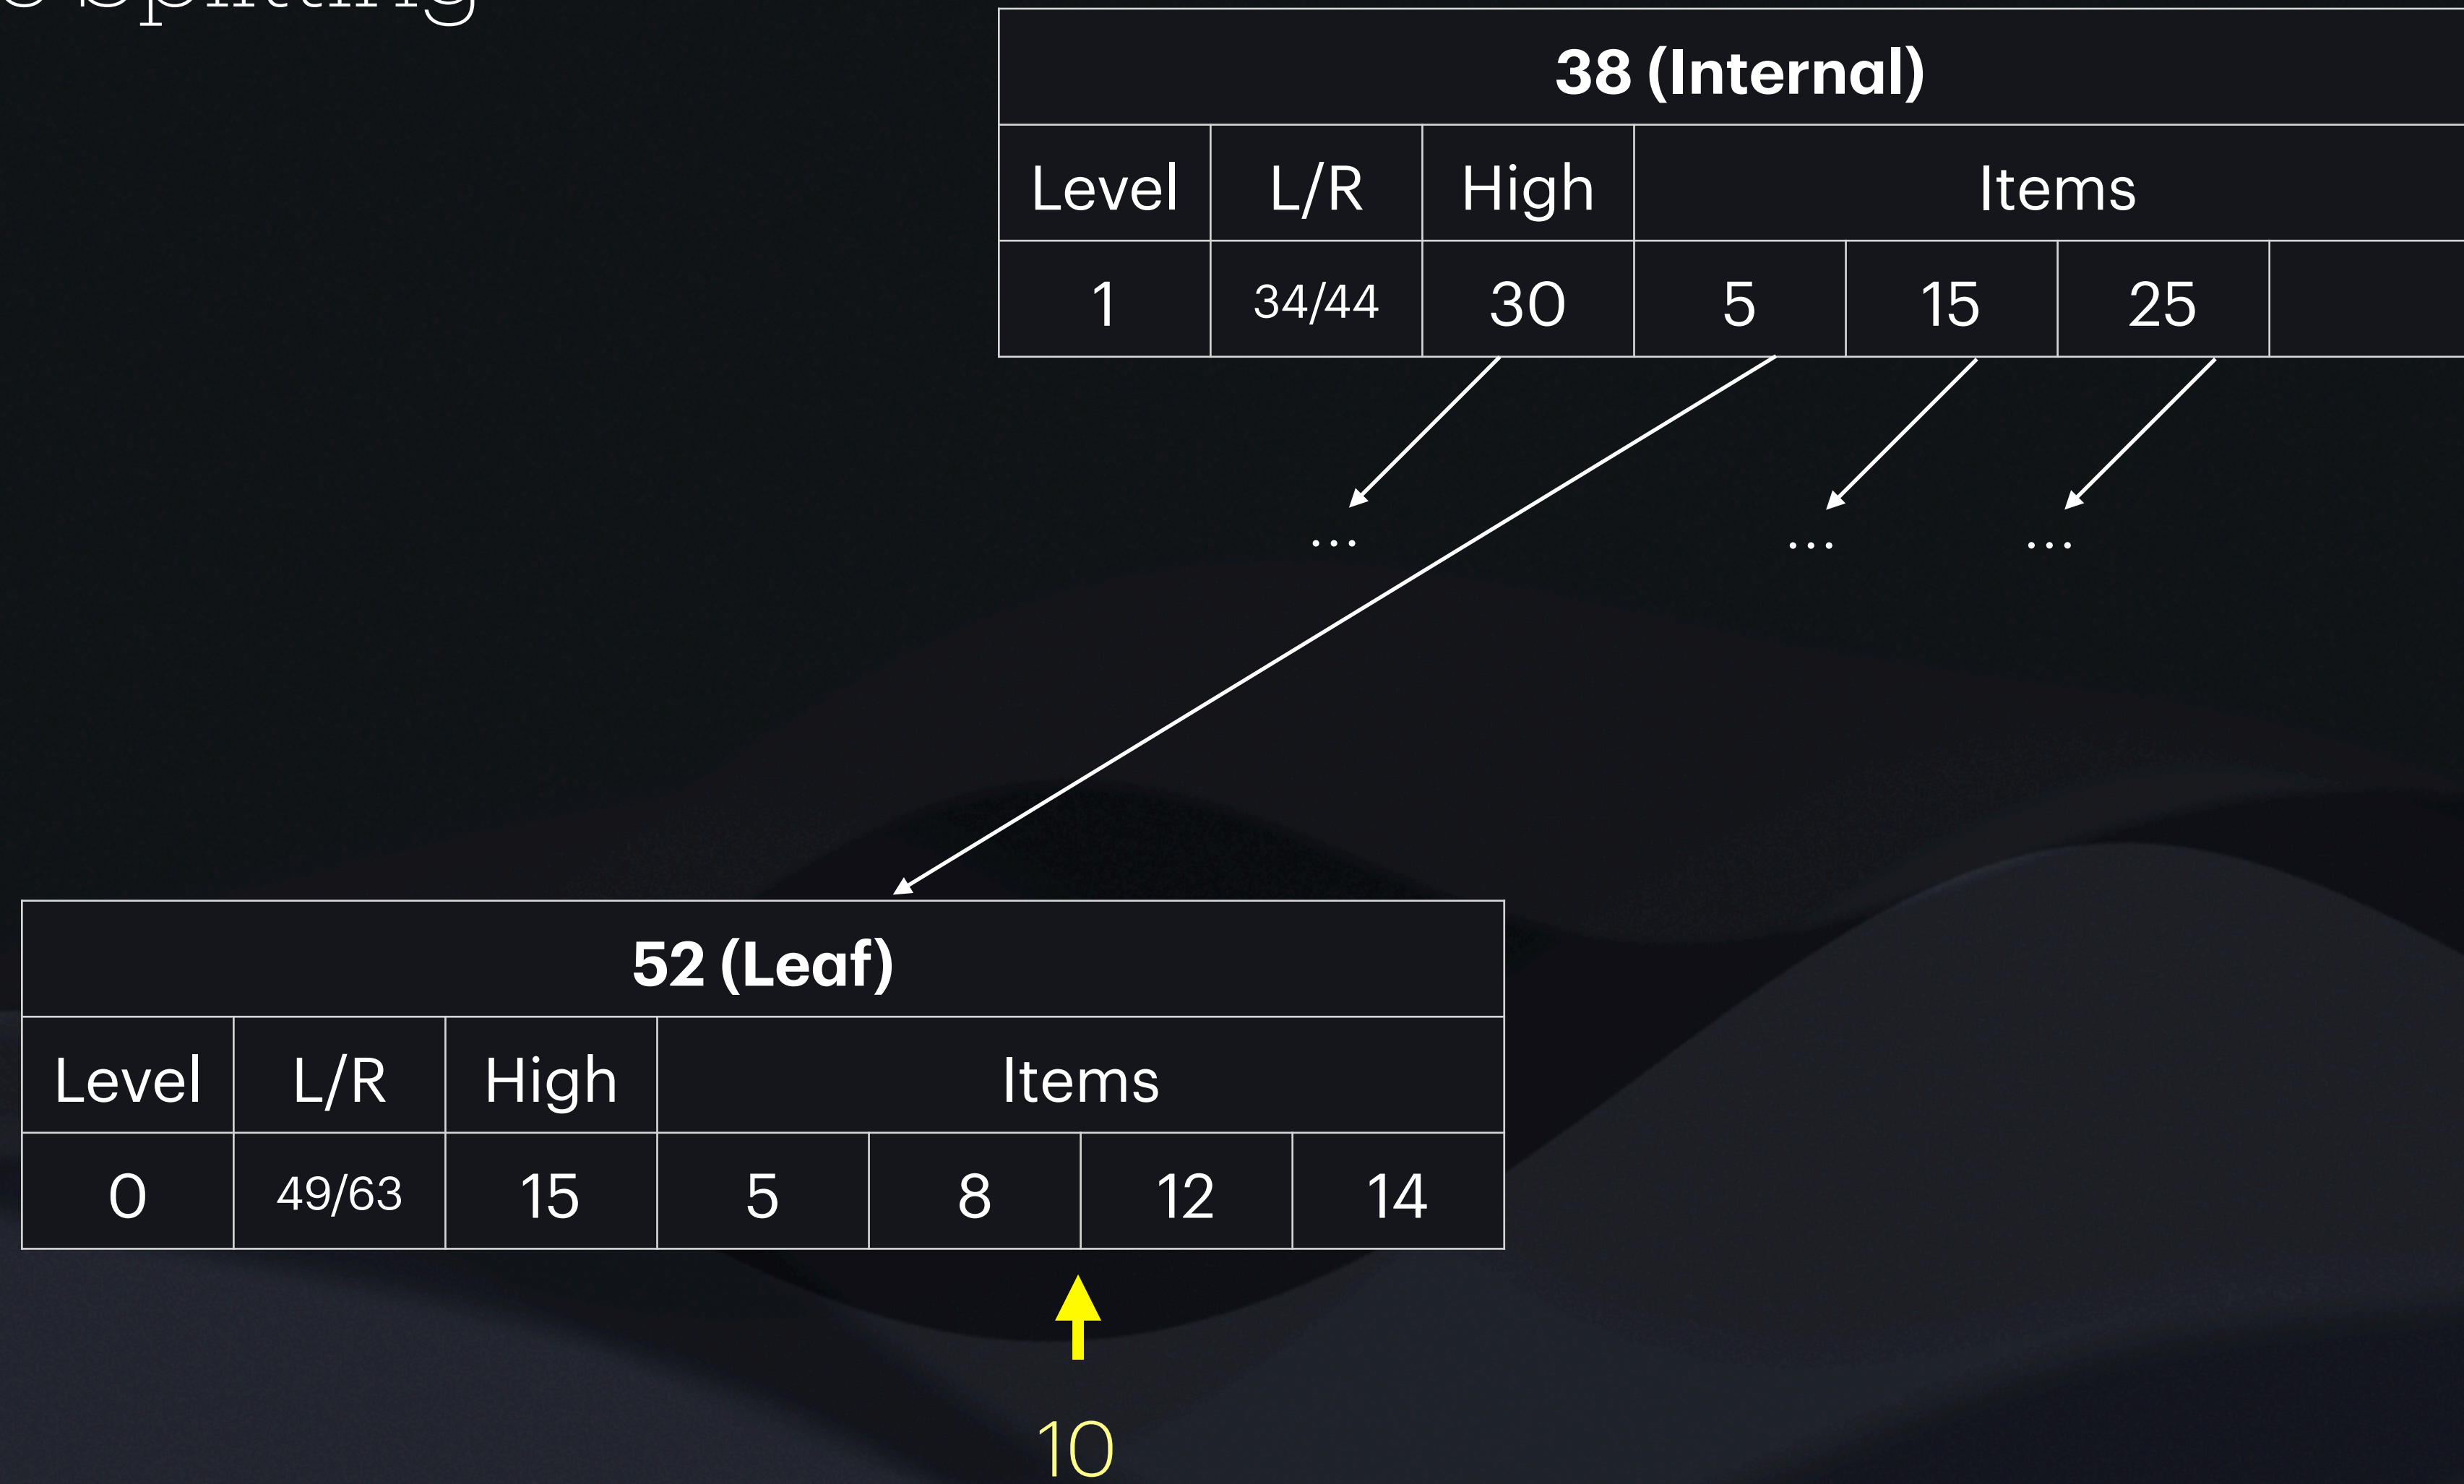 Splitting
38 (Internal)
Level L/R High Items
1 34/44 30 5 15 25
... ... ...
52 (Leaf)
Level L/R High Items
0 49/63 15 5 8 12 14
10